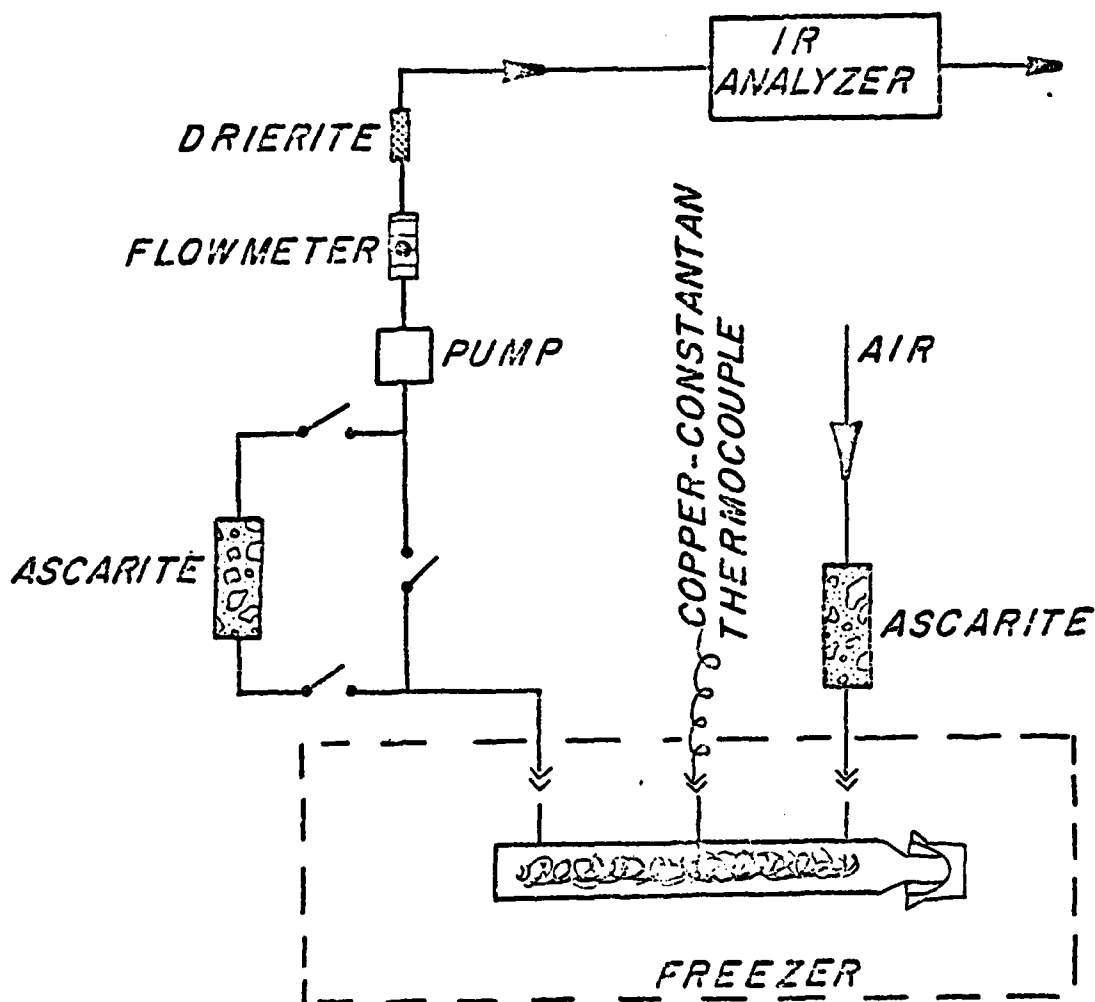 IR
ANALYZER
DRIERITE
FLOWMETER
PUMP
COPPER-CONSTANTAN
THERMOCOUPLE
AIR
ASCARITE
ASCARITE
FREEZER